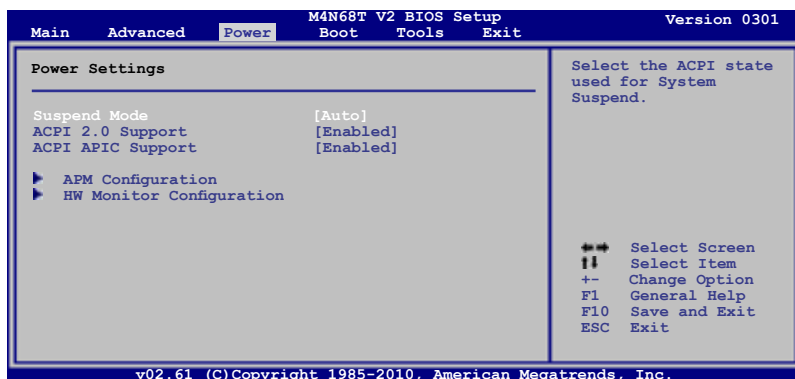 M4N68T V2 BIOS Setup Version 0301
Main Advanced Power Boot Tools Exit
Power Settings
Suspend Mode [Auto]
ACPI 2.0 Support [Enabled]
ACPI APIC Support [Enabled]
APM Configuration
HW Monitor Configuration
Select the ACPI state
used for System
Suspend.
Select Screen
Select Item
+- Change Option
F1 General Help
F10 Save and Exit
ESC Exit
v02.61 (C)Copyright 1985-2010, American Megatrends, Inc.